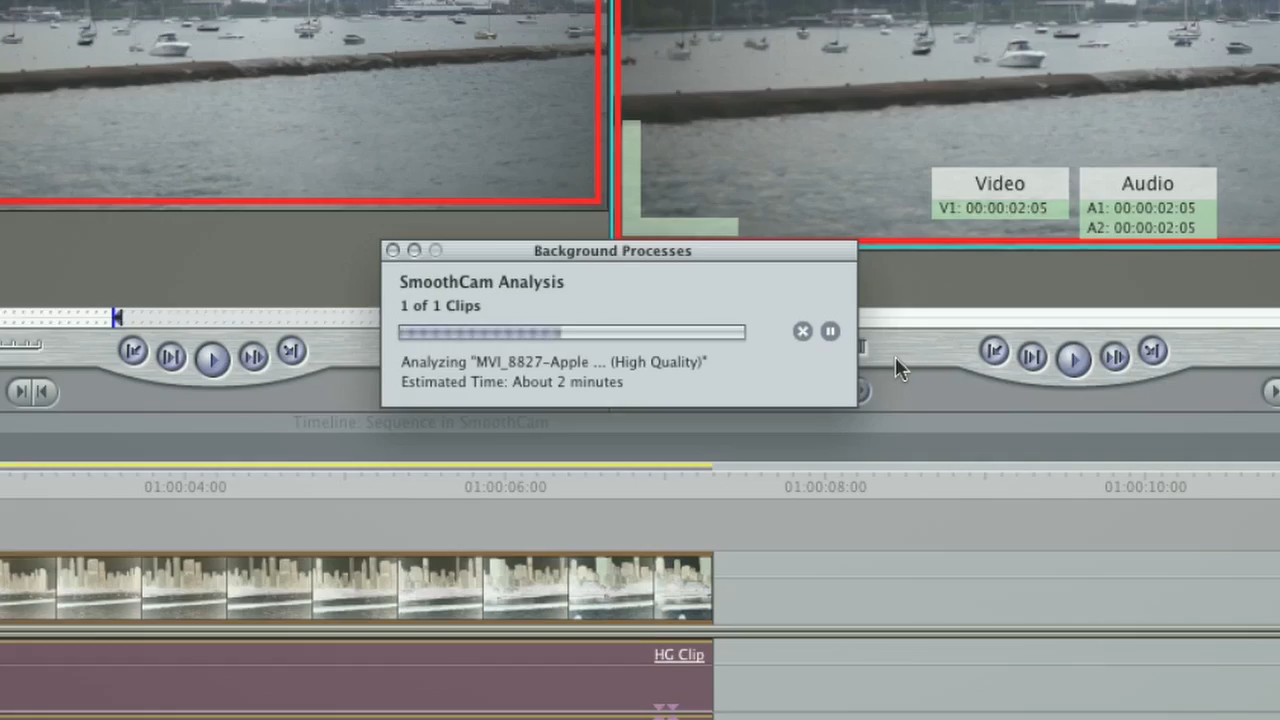 Video
Audio
V1: 00:00:02:05
A1: 00:00:02:05
A2: 00:00:02:05
Background Processes
SmoothCam Analysis
1 of 1 Clips
Analyzing "MVI_8827-Apple ... (High Quality)"
Estimated Time: About 2 minutes
Timeline: Sequence in SmoothCam
01:00:04:00
01:00:06:00
01:00:08:00
01:00:10:00
HG Clip